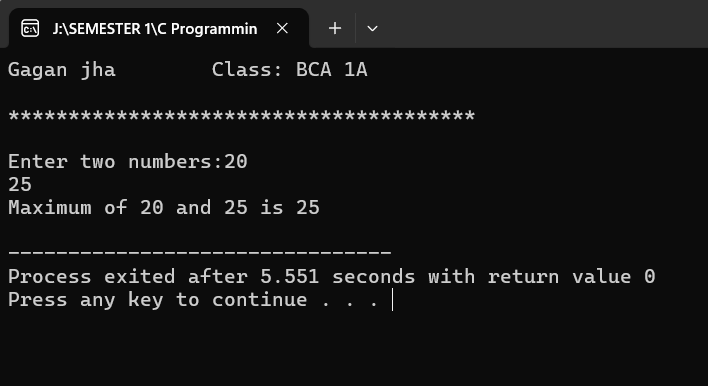 J:\SEMESTER 1\C Programmin
Gagan jha        Class: BCA 1A
***************************************
Enter two numbers:20
25
Maximum of 20 and 25 is 25
--------------------------------
Process exited after 5.551 seconds with return value 0
Press any key to continue . . .